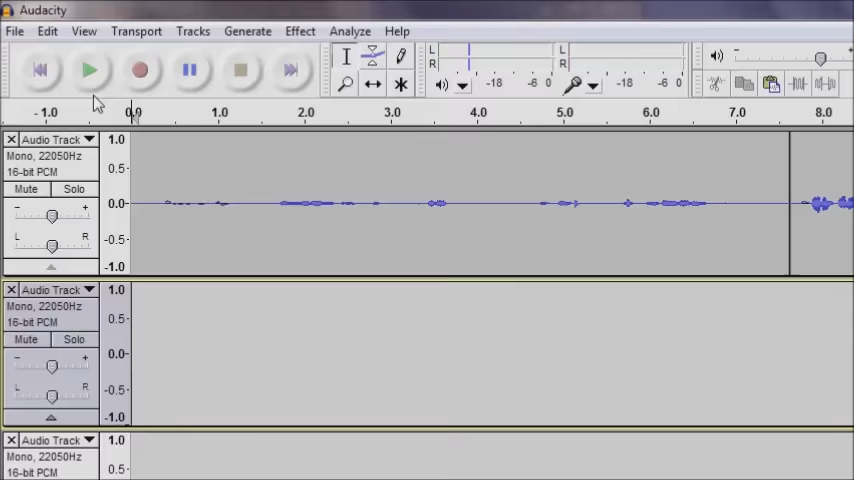 Audacity
File Edit View Transport Tracks Generate Effect Analyze Help
L R -18 -6 0 L R -18 -6 0
- +
-1.0 0.0 1.0 2.0 3.0 4.0 5.0 6.0 7.0 8.0
Audio Track
Mono, 22050Hz
16-bit PCM
Mute Solo
- +
L R
1.0
0.5
0.0
-0.5
-1.0
Audio Track
Mono, 22050Hz
16-bit PCM
Mute Solo
- +
L R
1.0
0.5
0.0
-0.5
-1.0
Audio Track
Mono, 22050Hz
16-bit PCM
1.0
0.5